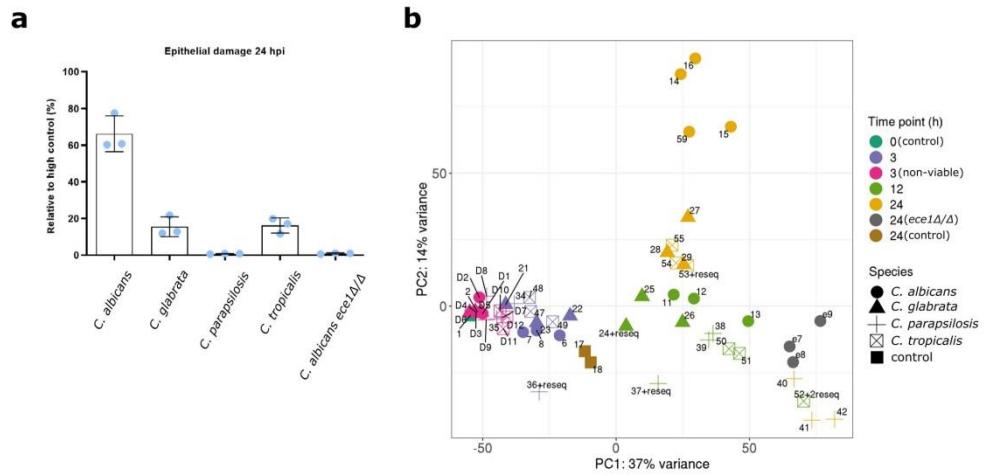 a
Epithelial damage 24 hpi
Relative to high control (%)
100
80
60
40
20
0
C. albicans
C. glabrata
C. parapsilosis
C. tropicalis
C. albicans ece1Δ/Δ
b
PC2: 14% variance
50
0
-50
0
50
PC1: 37% variance
16
14
59
15
27
28
55
54
29
53+reseq
25
11
12
24+reseq
26
13
38
39
50
51
e9
e7
e8
37+reseq
40
52+2reseq
41
42
D2
D8
D1
21
2
D10
34
48
D4
D5
D7
47
22
D6
1
D3
35
D12
23
49
D9
D11
7
8
6
17
18
36+reseq
Time point (h)
0(control)
3
3(non-viable)
12
24
24(ece1Δ/Δ)
24(control)
Species
C. albicans
C. glabrata
C. parapsilosis
C. tropicalis
control